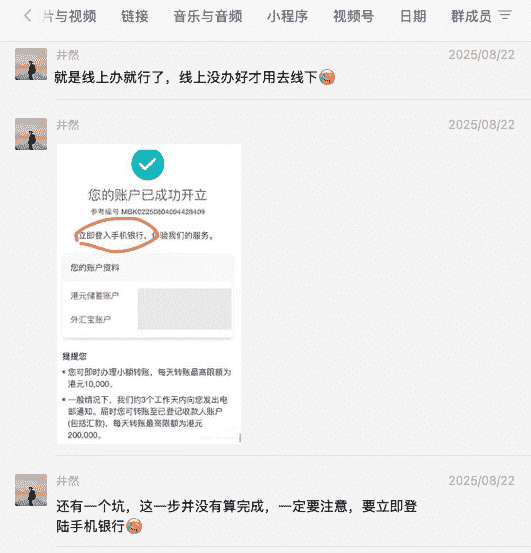 片与视频 链接 音乐与音频 小程序 视频号 日期 群成员
井然 2025/08/22
就是线上办就行了，线上没办好才用去线下
井然 2025/08/22
您的账户已成功开立
参考编号:MBK02250804094428409
立即登入手机银行，体验我们的服务。
您的账户资料
港元储蓄账户
外汇宝账户
提提您
• 您可即时办理小额转账，每天转账最高限额为
港元10,000。
• 一般情况下，我们约3个工作天内向您发出电
邮通知。届时您可转账至已登记收款人账户
(包括汇款)，每天转账最高限额为港元
200,000。
井然 2025/08/22
还有一个坑，这一步并没有算完成，一定要注意，要立即登
陆手机银行